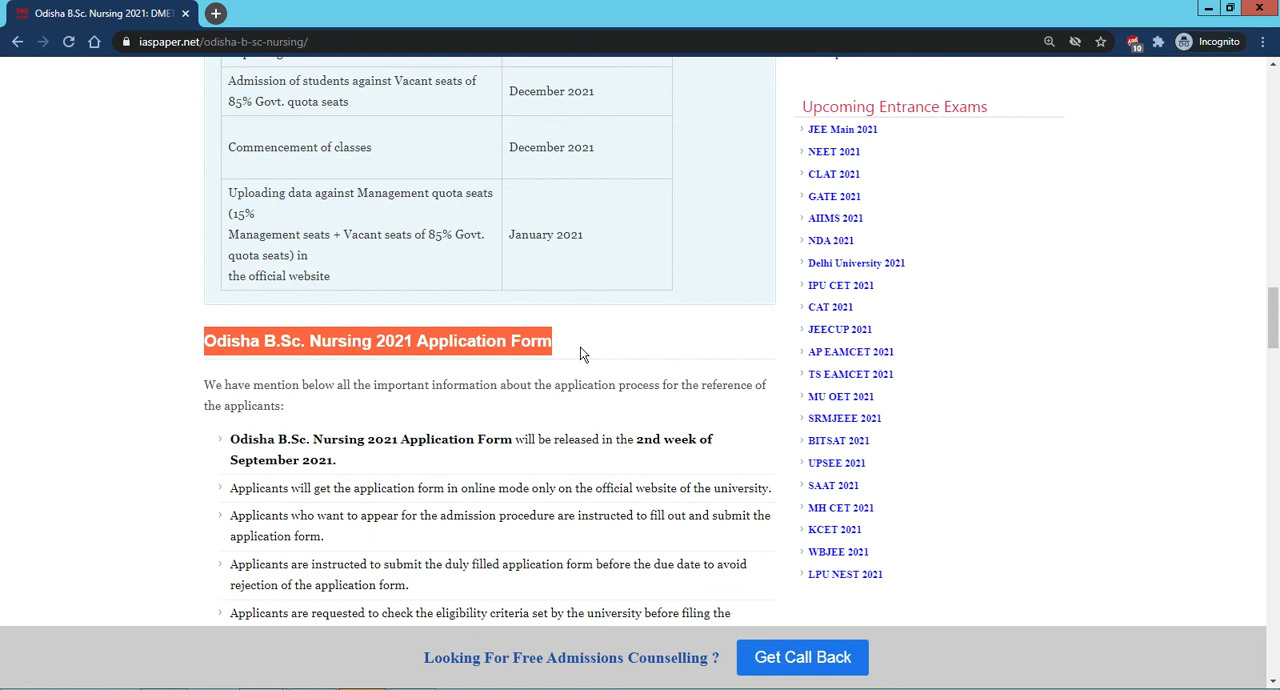 Odisha B.Sc. Nursing 2021: DMET
iaspaper.net/odisha-b-sc-nursing/
10
Incognito
Admission of students against Vacant seats of
85% Govt. quota seats
December 2021
Commencement of classes
December 2021
Uploading data against Management quota seats
(15%
Management seats + Vacant seats of 85% Govt.
quota seats) in
the official website
January 2021
Odisha B.Sc. Nursing 2021 Application Form
We have mention below all the important information about the application process for the reference of
the applicants:
Odisha B.Sc. Nursing 2021 Application Form will be released in the 2nd week of
September 2021.
Applicants will get the application form in online mode only on the official website of the university.
Applicants who want to appear for the admission procedure are instructed to fill out and submit the
application form.
Applicants are instructed to submit the duly filled application form before the due date to avoid
rejection of the application form.
Applicants are requested to check the eligibility criteria set by the university before filing the
Upcoming Entrance Exams
JEE Main 2021
NEET 2021
CLAT 2021
GATE 2021
AIIMS 2021
NDA 2021
Delhi University 2021
IPU CET 2021
CAT 2021
JEECUP 2021
AP EAMCET 2021
TS EAMCET 2021
MU OET 2021
SRMJEEE 2021
BITSAT 2021
UPSEE 2021
SAAT 2021
MH CET 2021
KCET 2021
WBJEE 2021
LPU NEST 2021
Looking For Free Admissions Counselling ?
Get Call Back